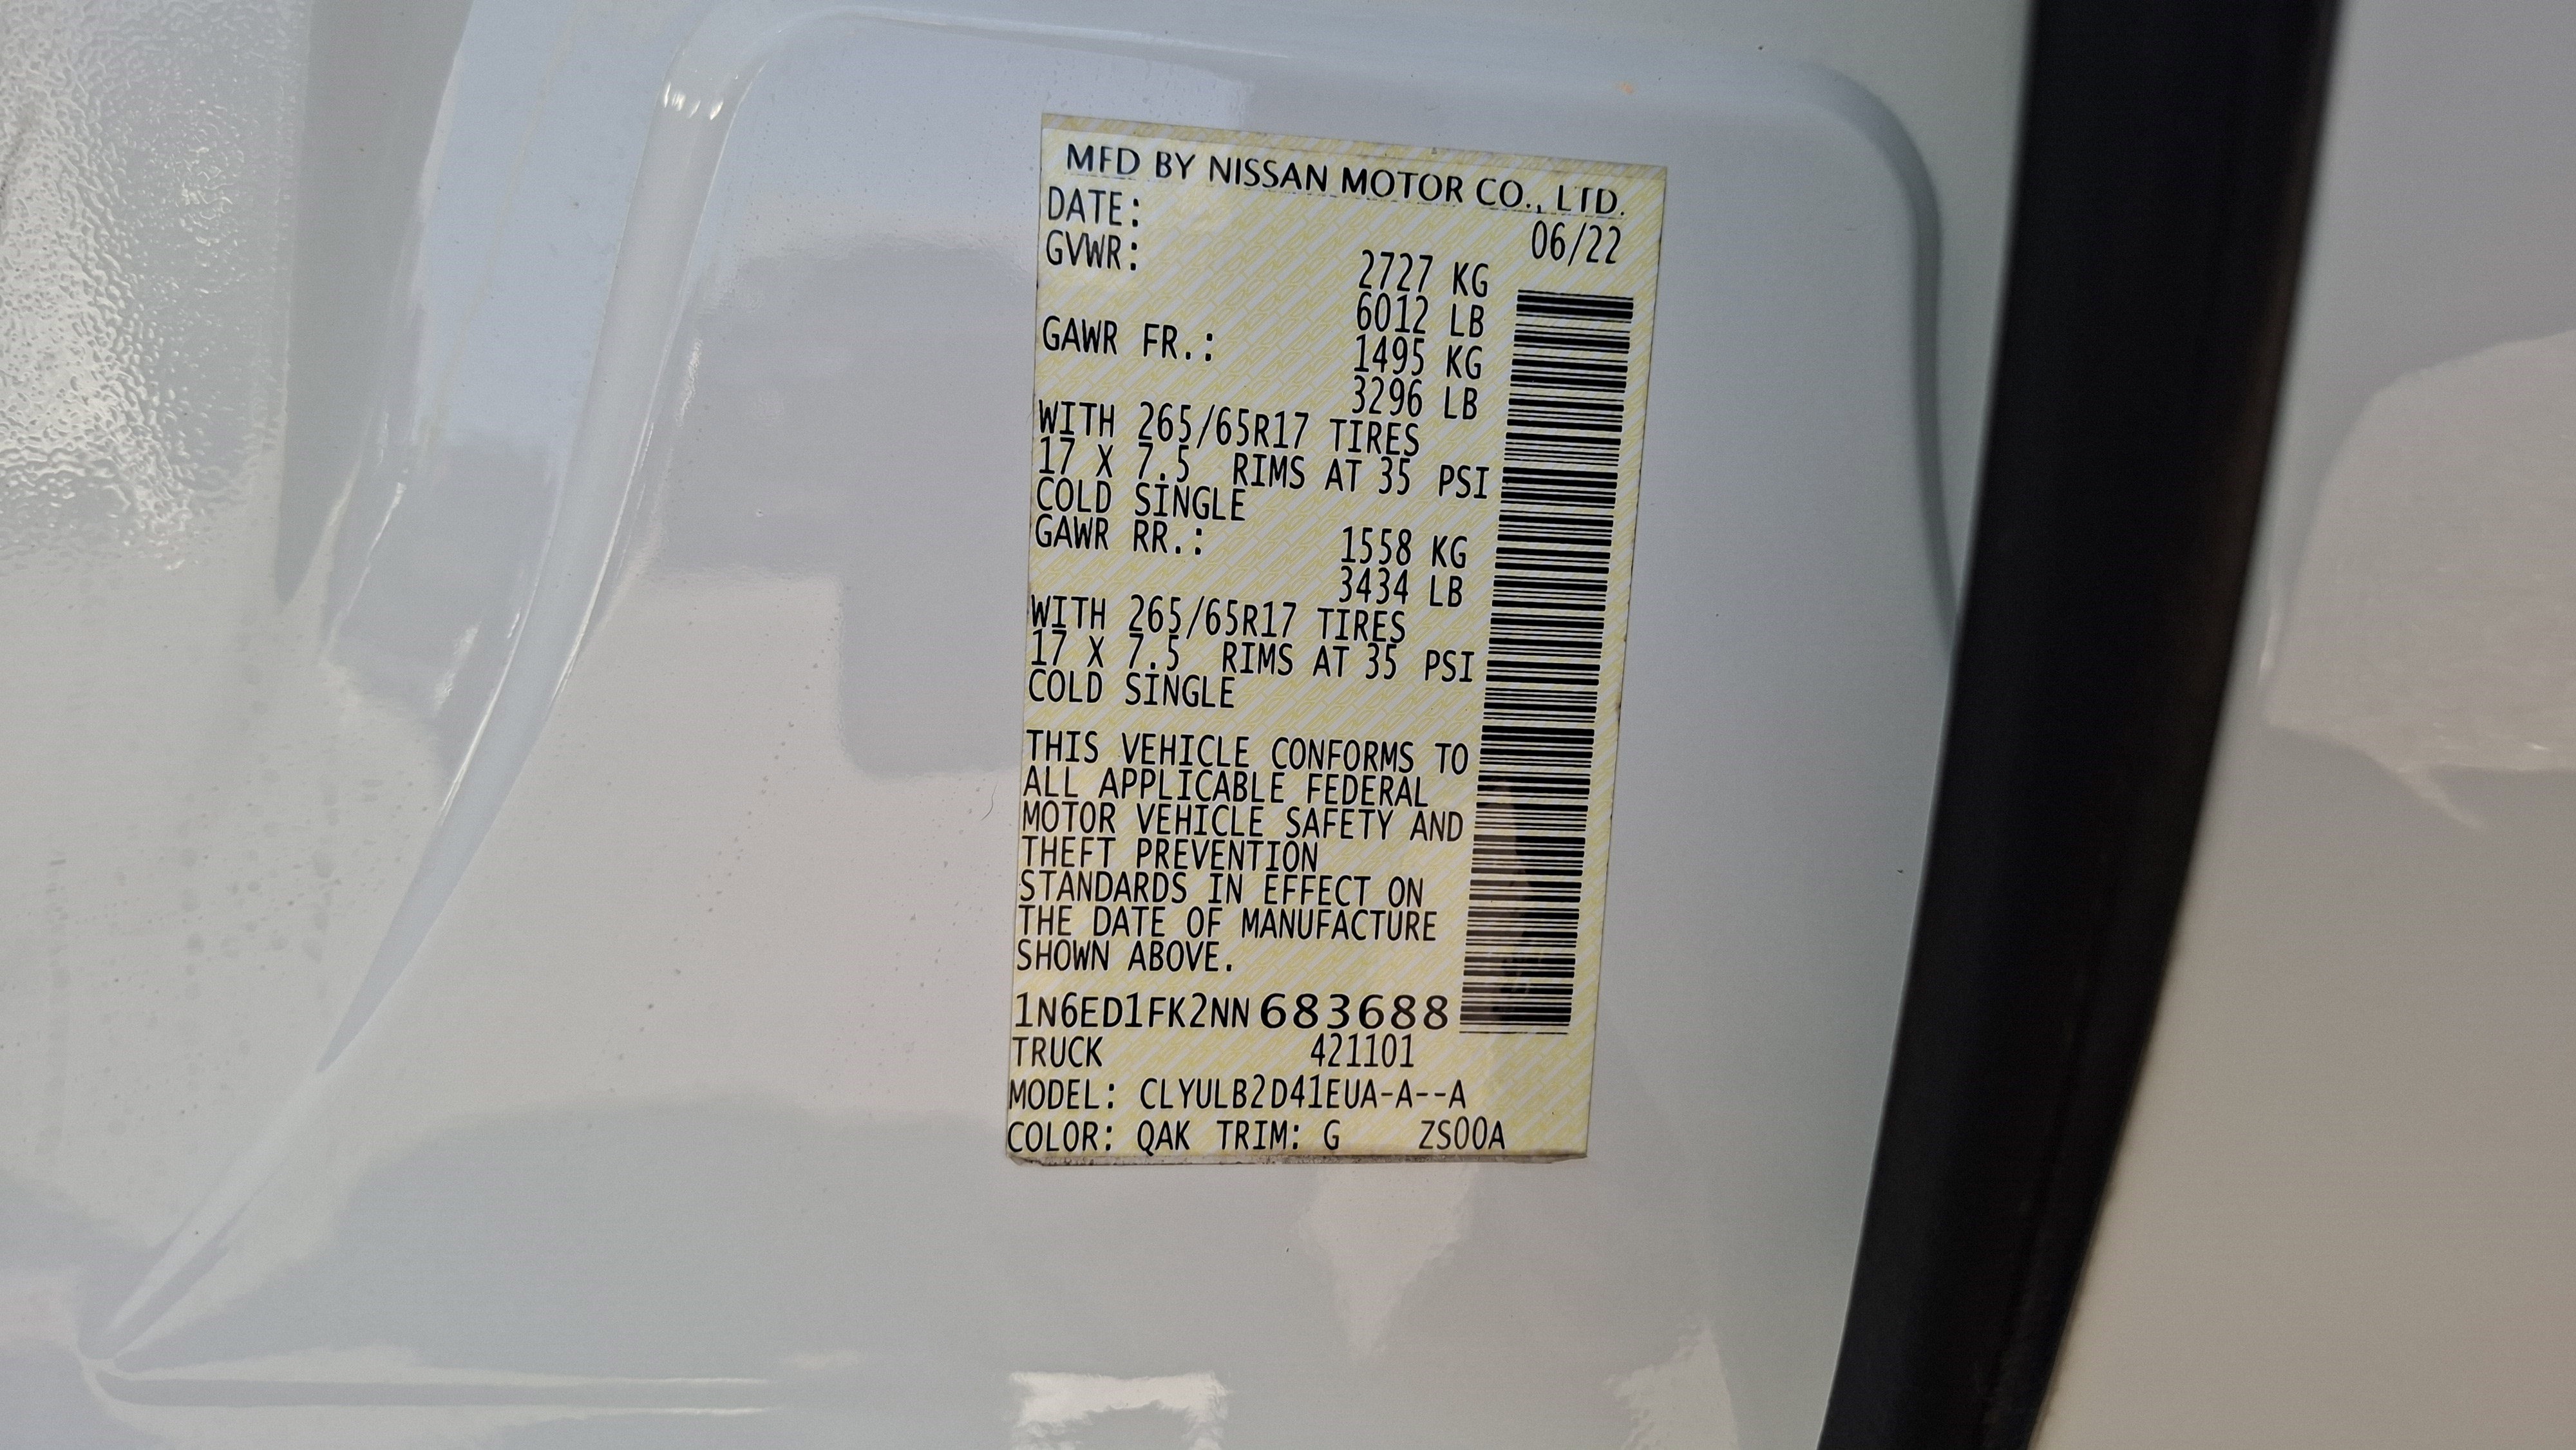 MFD BY NISSAN MOTOR CO., LTD.
DATE: 06/22
GVWR: 2727 KG
6012 LB
GAWR FR.: 1495 KG
3296 LB
WITH 265/65R17 TIRES
17 X 7.5 RIMS AT 35 PSI
COLD SINGLE
GAWR RR.: 1558 KG
3434 LB
WITH 265/65R17 TIRES
17 X 7.5 RIMS AT 35 PSI
COLD SINGLE
THIS VEHICLE CONFORMS TO
ALL APPLICABLE FEDERAL
MOTOR VEHICLE SAFETY AND
THEFT PREVENTION
STANDARDS IN EFFECT ON
THE DATE OF MANUFACTURE
SHOWN ABOVE.
1N6ED1FK2NN683688
TRUCK 421101
MODEL: CLYULB2D41EUA-A--A
COLOR: QAK TRIM: G ZS00A